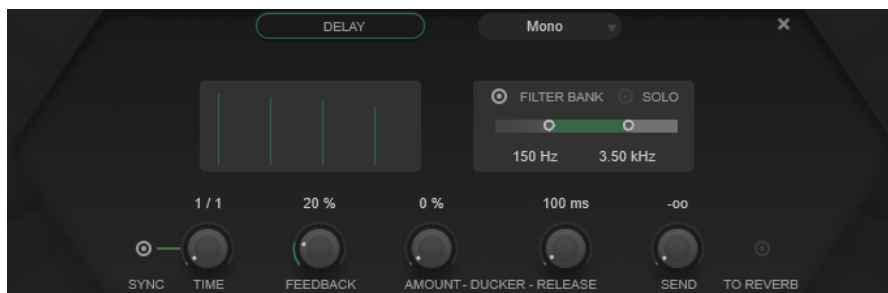 DELAY Mono
FILTER BANK SOLO
150 Hz 3.50 kHz
1 / 1 20 % 0 % 100 ms -oo
SYNC TIME FEEDBACK AMOUNT - DUCKER - RELEASE SEND TO REVERB